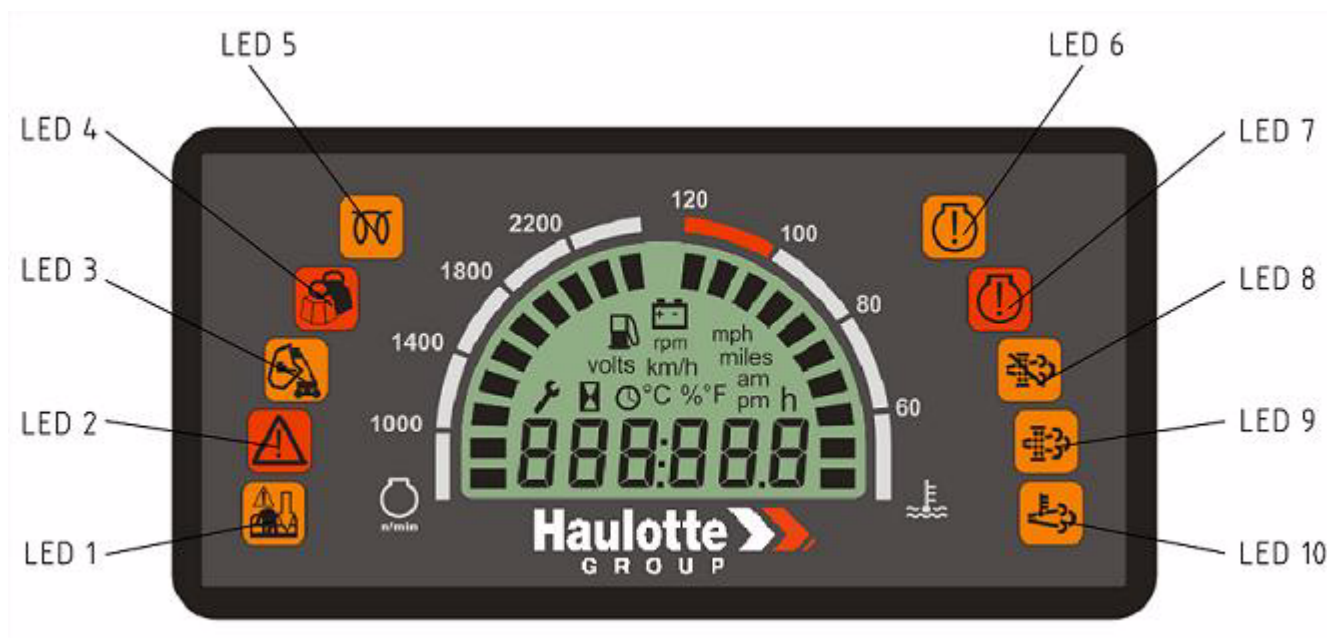 LED 5
LED 6
LED 4
LED 7
120
2200
100
1800
LED 3
LED 8
80
1400
rpm
mph
volts
km/h
miles
am
°C
%°F
pm
h
LED 2
1000
60
LED 9
888:88.8
n/min
Haulotte
GROUP
LED 1
LED 10